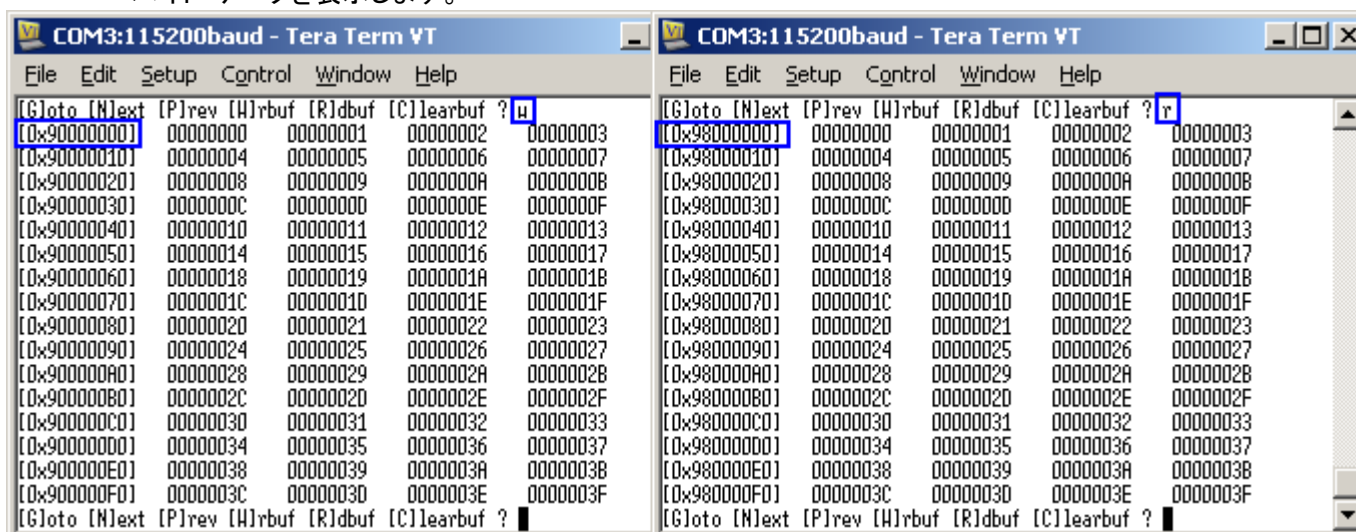 を表示します。
COM3:115200baud - Tera Term VT
File Edit Setup Control Window Help
[G]oto [N]ext [P]rev [W]rbuf [R]dbuf [C]learbuf ? w
[0x90000000] 00000000 00000001 00000002 00000003
[0x90000010] 00000004 00000005 00000006 00000007
[0x90000020] 00000008 00000009 0000000A 0000000B
[0x90000030] 0000000C 0000000D 0000000E 0000000F
[0x90000040] 00000010 00000011 00000012 00000013
[0x90000050] 00000014 00000015 00000016 00000017
[0x90000060] 00000018 00000019 0000001A 0000001B
[0x90000070] 0000001C 0000001D 0000001E 0000001F
[0x90000080] 00000020 00000021 00000022 00000023
[0x90000090] 00000024 00000025 00000026 00000027
[0x900000A0] 00000028 00000029 0000002A 0000002B
[0x900000B0] 0000002C 0000002D 0000002E 0000002F
[0x900000C0] 00000030 00000031 00000032 00000033
[0x900000D0] 00000034 00000035 00000036 00000037
[0x900000E0] 00000038 00000039 0000003A 0000003B
[0x900000F0] 0000003C 0000003D 0000003E 0000003F
[G]oto [N]ext [P]rev [W]rbuf [R]dbuf [C]learbuf ?
COM3:115200baud - Tera Term VT
File Edit Setup Control Window Help
[G]oto [N]ext [P]rev [W]rbuf [R]dbuf [C]learbuf ? r
[0x98000000] 00000000 00000001 00000002 00000003
[0x98000010] 00000004 00000005 00000006 00000007
[0x98000020] 00000008 00000009 0000000A 0000000B
[0x98000030] 0000000C 0000000D 0000000E 0000000F
[0x98000040] 00000010 00000011 00000012 00000013
[0x98000050] 00000014 00000015 00000016 00000017
[0x98000060] 00000018 00000019 0000001A 0000001B
[0x98000070] 0000001C 0000001D 0000001E 0000001F
[0x98000080] 00000020 00000021 00000022 00000023
[0x98000090] 00000024 00000025 00000026 00000027
[0x980000A0] 00000028 00000029 0000002A 0000002B
[0x980000B0] 0000002C 0000002D 0000002E 0000002F
[0x980000C0] 00000030 00000031 00000032 00000033
[0x980000D0] 00000034 00000035 00000036 00000037
[0x980000E0] 00000038 00000039 0000003A 0000003B
[0x980000F0] 0000003C 0000003D 0000003E 0000003F
[G]oto [N]ext [P]rev [W]rbuf [R]dbuf [C]learbuf ?